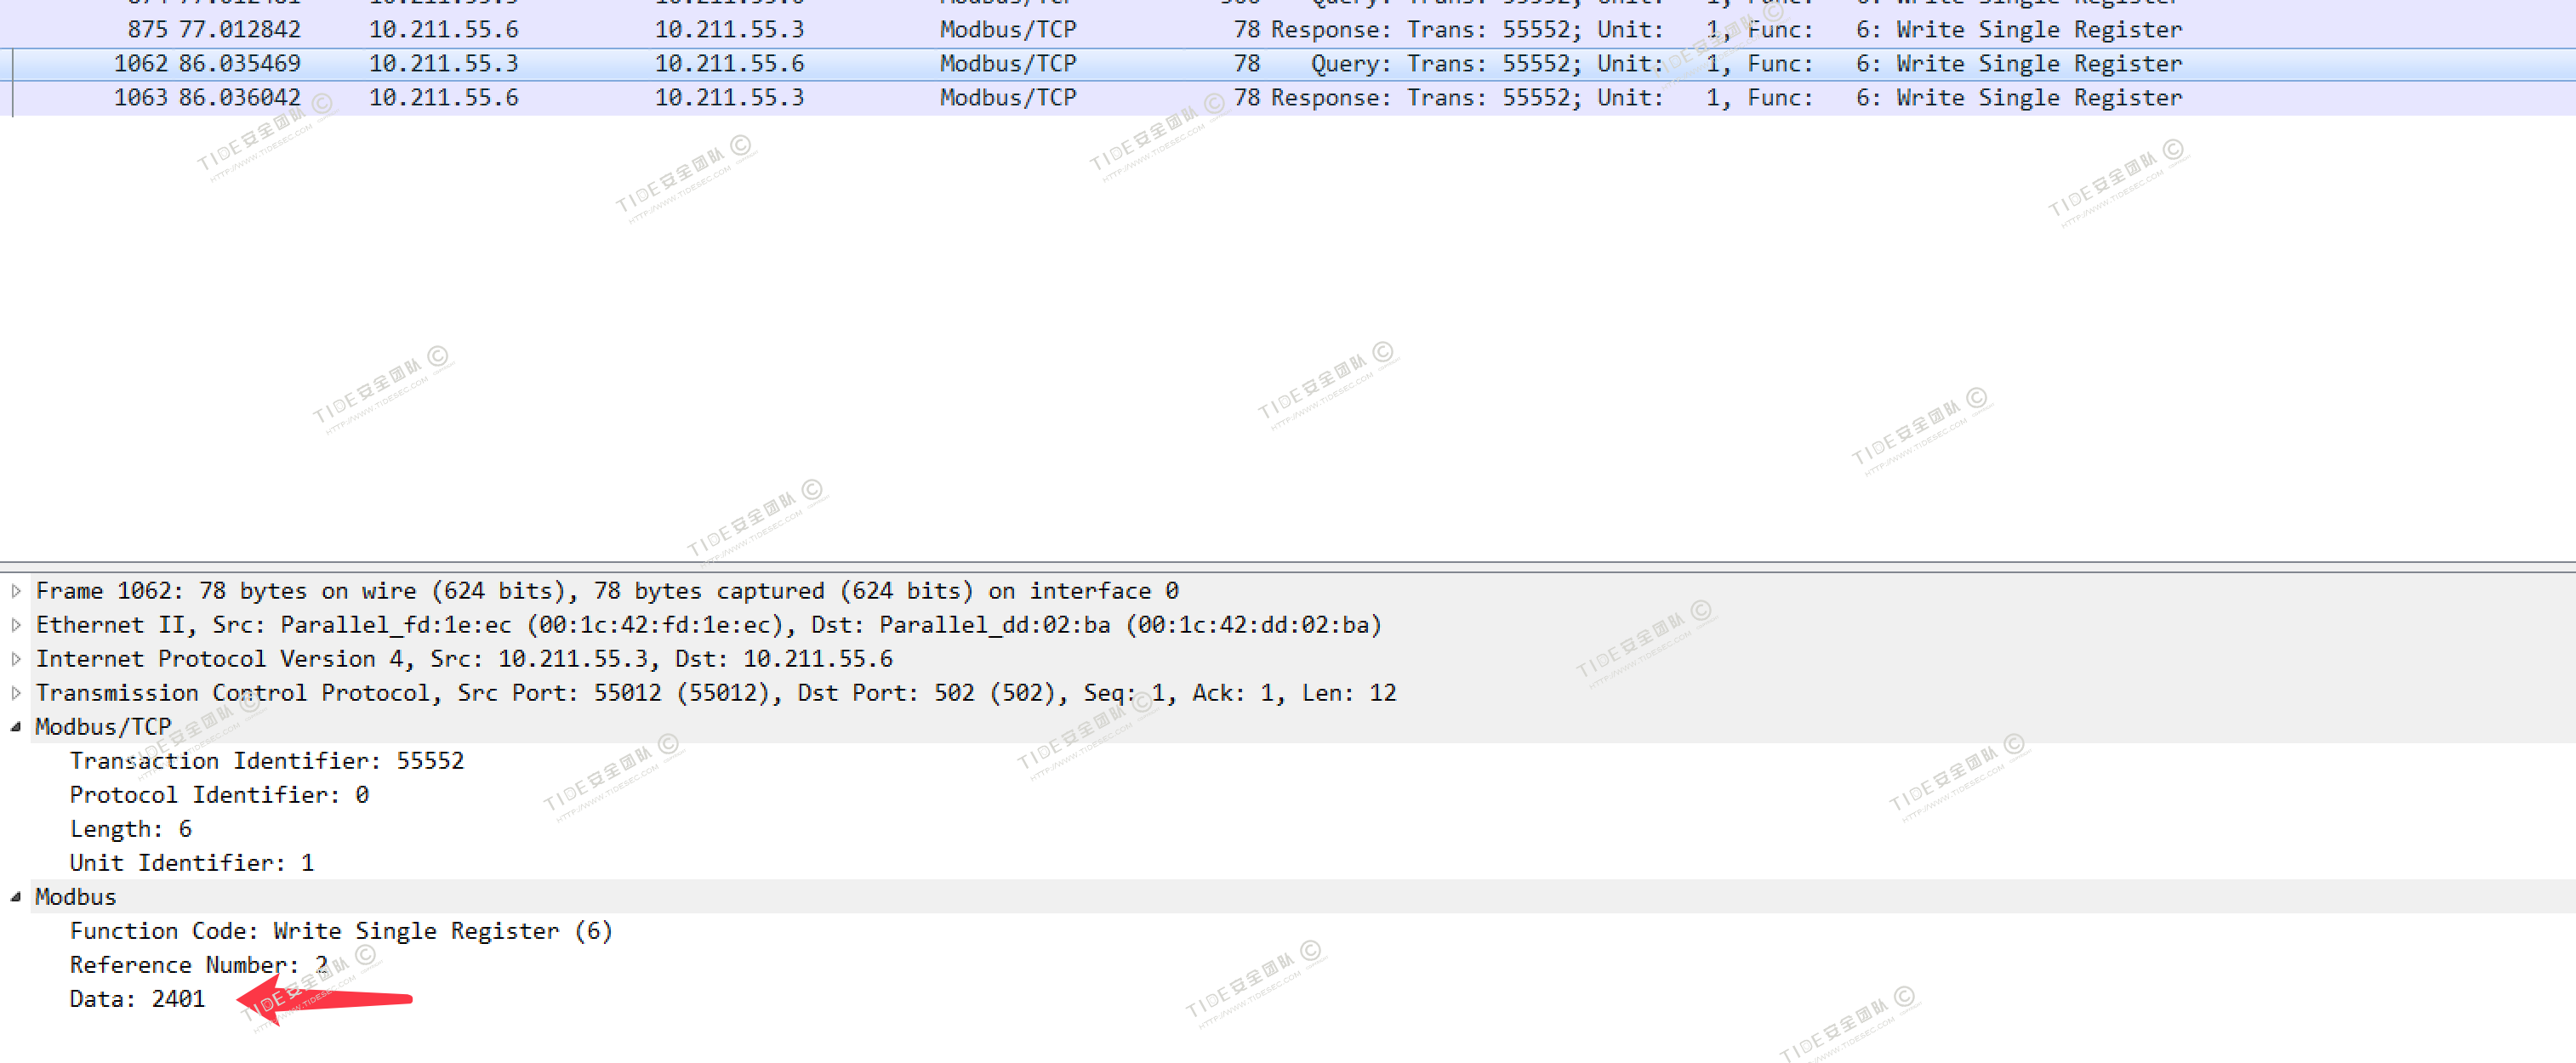 875 77.012842 10.211.55.6 10.211.55.3 Modbus/TCP 78 Response: Trans: 55552; Unit: 1, Func: 6: Write Single Register
1062 86.035469 10.211.55.3 10.211.55.6 Modbus/TCP 78 Query: Trans: 55552; Unit: 1, Func: 6: Write Single Register
1063 86.036042 10.211.55.6 10.211.55.3 Modbus/TCP 78 Response: Trans: 55552; Unit: 1, Func: 6: Write Single Register
TIDE安全团队 ©
HTTP://WWW.TIDESEC.COM
Frame 1062: 78 bytes on wire (624 bits), 78 bytes captured (624 bits) on interface 0
Ethernet II, Src: Parallel_fd:1e:ec (00:1c:42:fd:1e:ec), Dst: Parallel_dd:02:ba (00:1c:42:dd:02:ba)
Internet Protocol Version 4, Src: 10.211.55.3, Dst: 10.211.55.6
Transmission Control Protocol, Src Port: 55012 (55012), Dst Port: 502 (502), Seq: 1, Ack: 1, Len: 12
Modbus/TCP
Transaction Identifier: 55552
Protocol Identifier: 0
Length: 6
Unit Identifier: 1
Modbus
Function Code: Write Single Register (6)
Reference Number: 2
Data: 2401